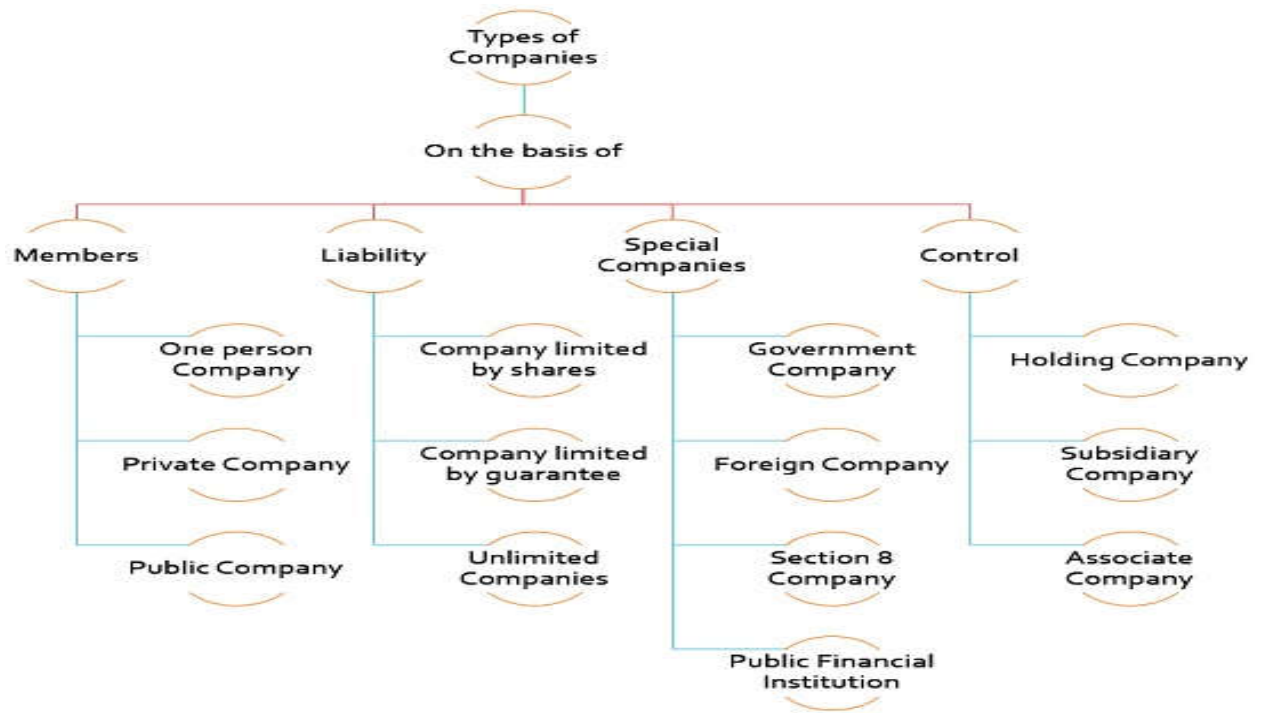 Types of
Companies
On the basis of
Members
Liability
Special
Companies
Control
One person
Company
Private Company
Public Company
Company limited
by shares
Company limited
by guarantee
Unlimited
Companies
Government
Company
Foreign Company
Section 8
Company
Public Financial
Institution
Holding Company
Subsidiary
Company
Associate
Company